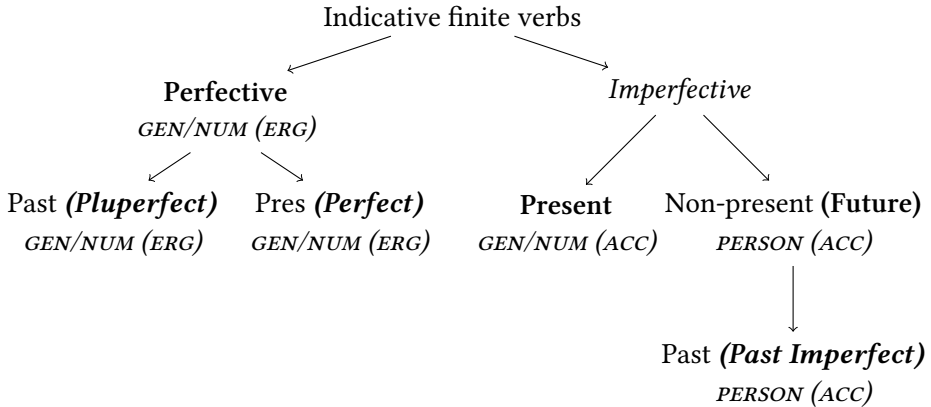 Indicative finite verbs
Perfective
GEN/NUM (ERG)
Imperfective
Past (Pluperfect)
GEN/NUM (ERG)
Pres (Perfect)
GEN/NUM (ERG)
Present
GEN/NUM (ACC)
Non-present (Future)
PERSON (ACC)
Past (Past Imperfect)
PERSON (ACC)